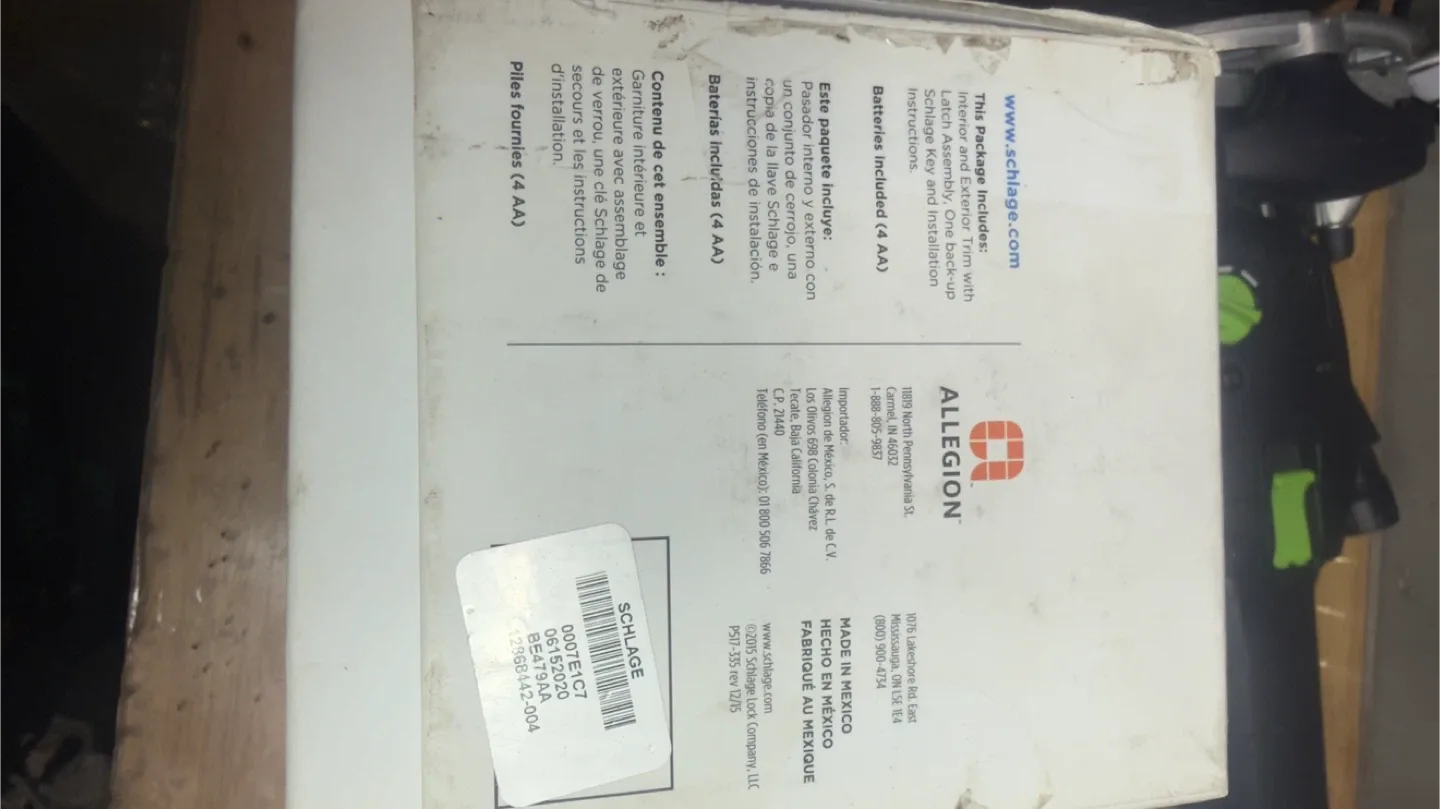 www.schlage.com
This Package Includes:
Interior and Exterior Trim with
Latch Assembly, One back-up
Schlage Key and Installation
Instructions.
Batteries Included (4 AA)
Este paquete incluye:
Pasador interno y externo con
un conjunto de cerrojo, una
copia de la llave Schlage e
instrucciones de instalación.
Baterías incluidas (4 AA)
Contenu de cet ensemble :
Garniture intérieure et
extérieure avec assemblage
de verrou, une clé Schlage de
secours et les instructions
d'installation.
Piles fournies (4 AA)
ALLEGION™
11819 North Pennsylvania St.
Carmel, IN 46032
1-888-805-9837
Importador:
Allegion de México, S. de R.L. de C.V.
Los Olivos 698 Colonia Chávez
Tecate, Baja California
C.P. 21440
Teléfono (en México): 01 800 506 7866
1076 Lakeshore Rd. East
Mississauga, ON L5E 1E4
(800) 900-4734
MADE IN MEXICO
HECHO EN MÉXICO
FABRIQUÉ AU MEXIQUE
www.schlage.com
©2015 Schlage Lock Company, LLC
P517-335 rev 12/15
SCHLAGE
0007E1C7
06152020
BE479AA
12368442-004